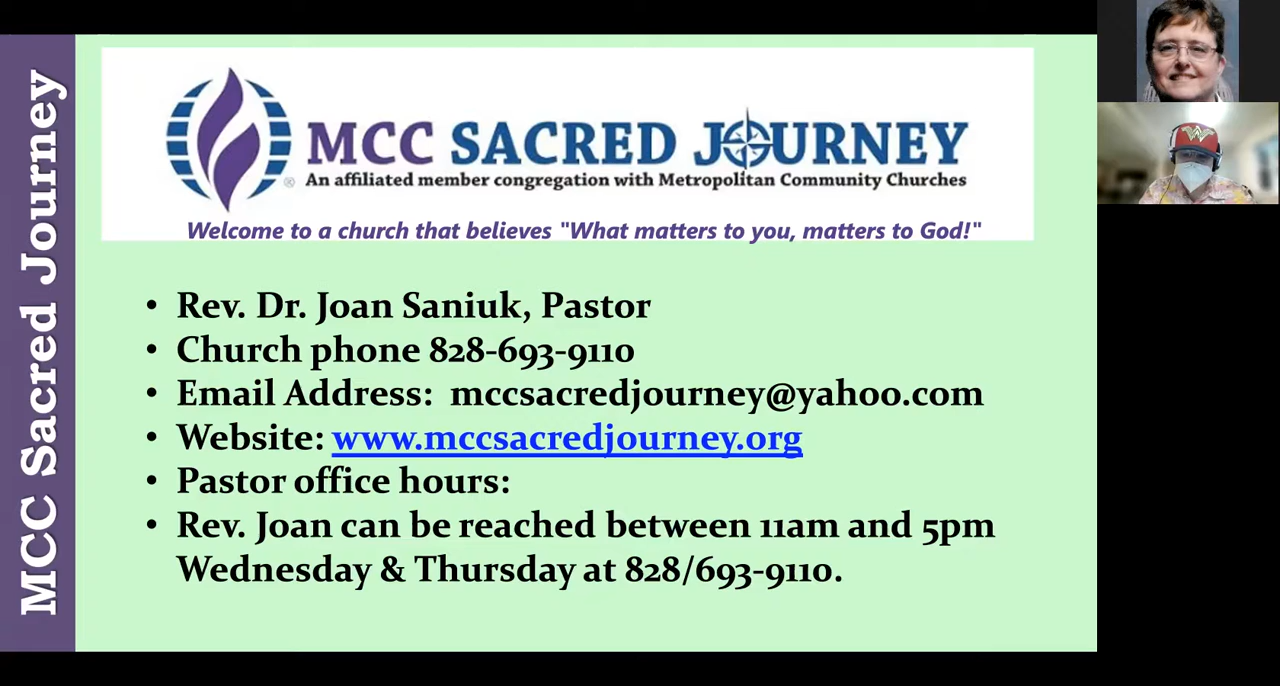 MCC Sacred Journey
MCC SACRED JOURNEY
®
An affiliated member congregation with Metropolitan Community Churches
Welcome to a church that believes "What matters to you, matters to God!"
• Rev. Dr. Joan Saniuk, Pastor
• Church phone 828-693-9110
• Email Address:  mccsacredjourney@yahoo.com
• Website: www.mccsacredjourney.org
• Pastor office hours:
• Rev. Joan can be reached between 11am and 5pm
Wednesday & Thursday at 828/693-9110.